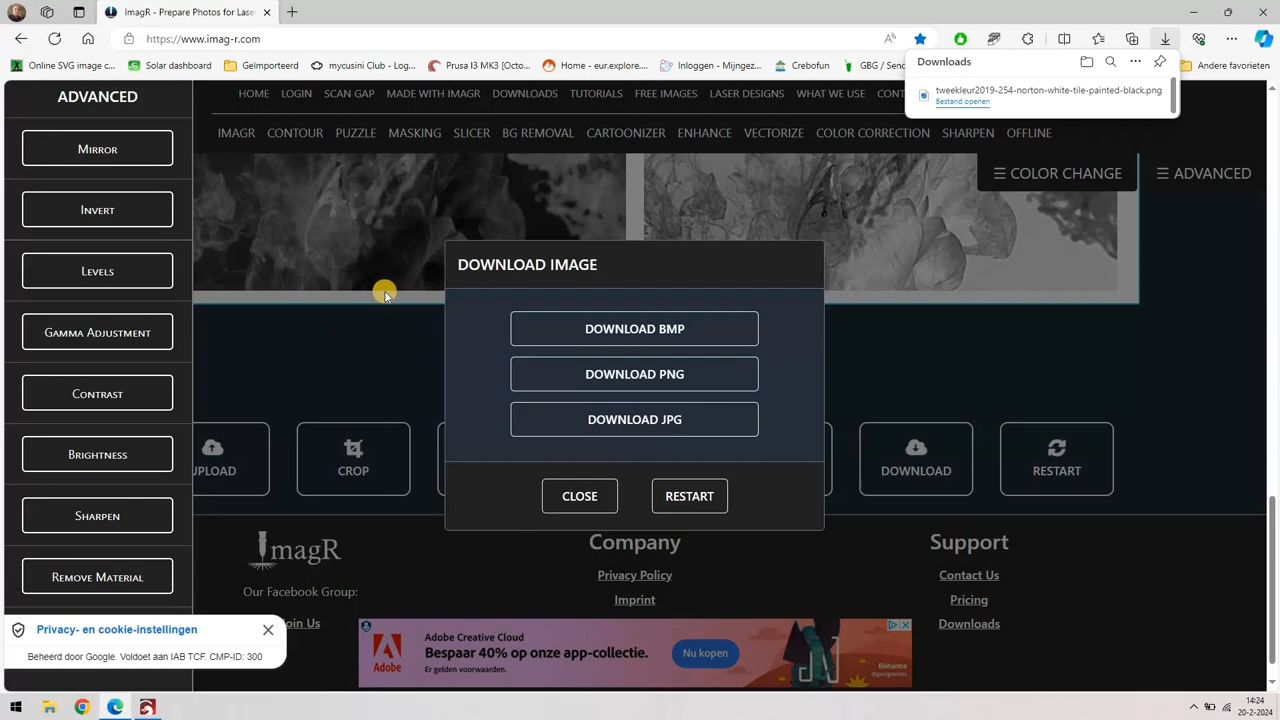 ImagR - Prepare Photos for Lase
https://www.imag-r.com
Online SVG image c...
Solar dashboard
Geïmporteerd
mycusini Club - Log...
Prusa I3 MK3 [Octo...
Home - eur.explore...
Inktweb.nl
Crebofun
GBG / Send
Andere favorieten
Downloads
tweekleur2019-254-norton-white-tile-painted-black.png
Bestand openen
HOME LOGIN SCAN GAP MADE WITH IMAGR DOWNLOADS TUTORIALS FREE IMAGES LASER DESIGNS WHAT WE USE CONT
IMAGR CONTOUR PUZZLE MASKING SLICER BG REMOVAL CARTOONIZER ENHANCE VECTORIZE COLOR CORRECTION SHARPEN OFFLINE
☰ COLOR CHANGE
☰ ADVANCED
ADVANCED
MIRROR
INVERT
LEVELS
GAMMA ADJUSTMENT
CONTRAST
BRIGHTNESS
SHARPEN
REMOVE MATERIAL
DOWNLOAD IMAGE
DOWNLOAD BMP
DOWNLOAD PNG
DOWNLOAD JPG
CLOSE
RESTART
UPLOAD
CROP
DOWNLOAD
RESTART
ImagR
Our Facebook Group:
Join Us
Company
Privacy Policy
Imprint
Support
Contact Us
Pricing
Downloads
Privacy- en cookie-instellingen
Beheerd door Google. Voldoet aan IAB TCF. CMP-ID: 300
Adobe
Adobe Creative Cloud
Bespaar 40% op onze app-collectie.
Er gelden voorwaarden.
Nu kopen
Bēhance
14:24
20-2-2024